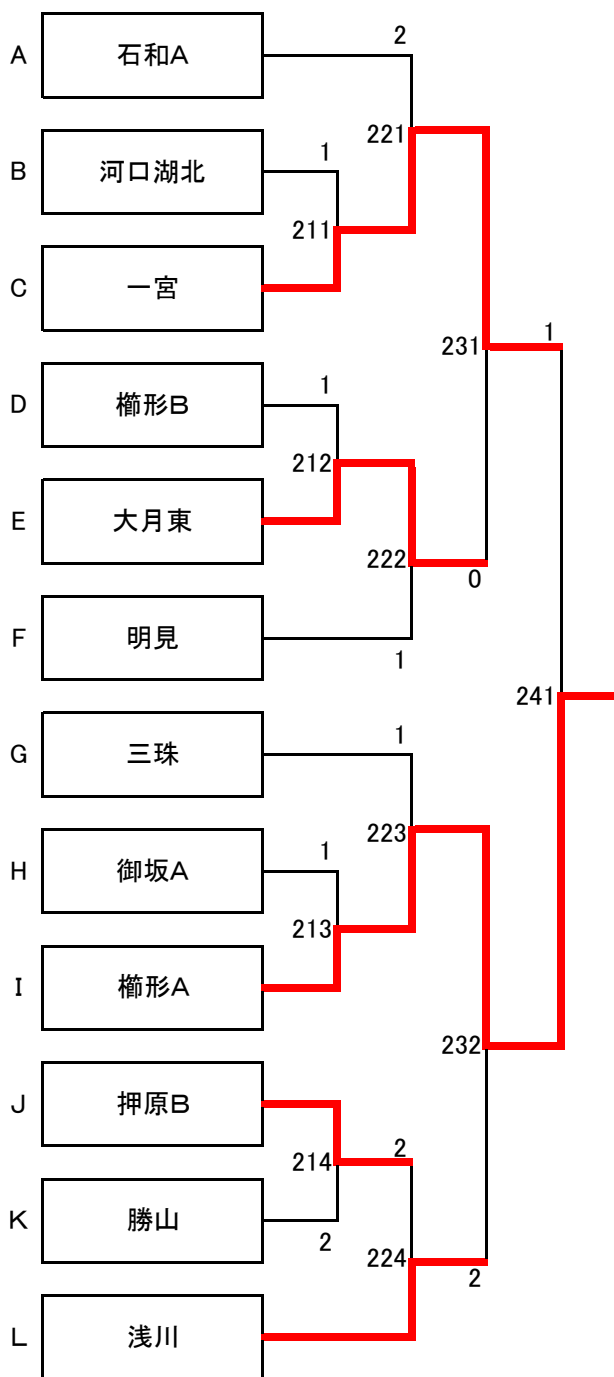 A 石和A 2
221
B 河口湖北 1
211
C 一宮
231 1
D 櫛形B 1
212
E 大月東
222 0
F 明見 1
241
G 三珠 1
223
H 御坂A 1
213
I 櫛形A
232
J 押原B
214 2
K 勝山 2
224 2
L 浅川